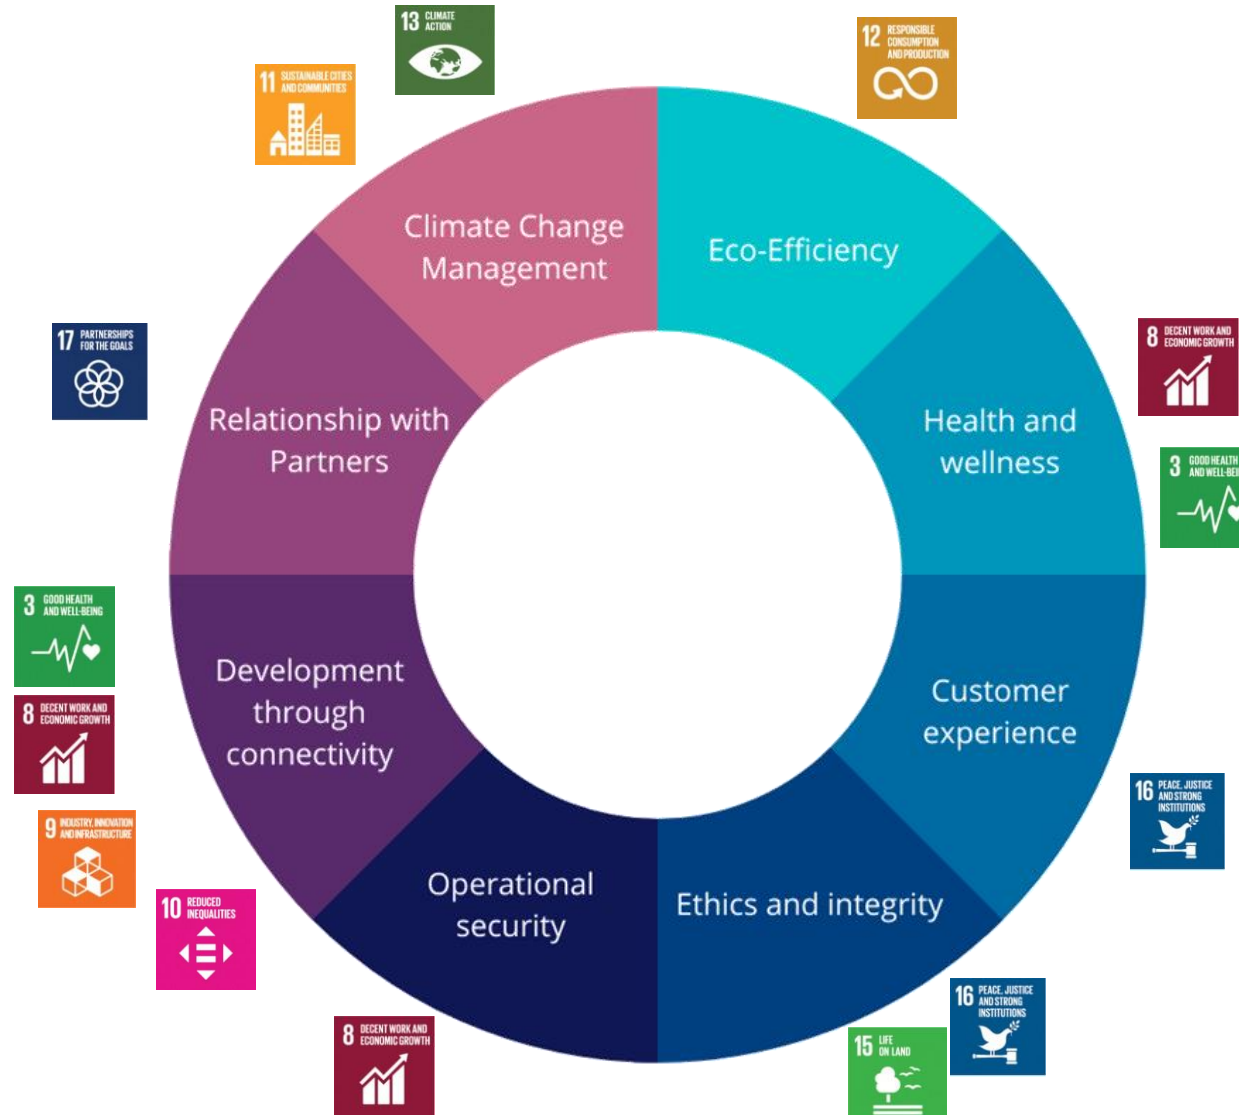 13 CLIMATE
ACTION
12 RESPONSIBLE
CONSUMPTION
AND PRODUCTION
11 SUSTAINABLE CITIES
AND COMMUNITIES
Climate Change
Management
Eco-Efficiency
17 PARTNERSHIPS
FOR THE GOALS
8 DECENT WORK AND
ECONOMIC GROWTH
Relationship with
Partners
Health and
wellness
3 GOOD HEALTH
AND WELL-BEI
3 GOOD HEALTH
AND WELL-BEING
Development
through
connectivity
Customer
experience
8 DECENT WORK AND
ECONOMIC GROWTH
16 PEACE, JUSTICE
AND STRONG
INSTITUTIONS
9 INDUSTRY, INNOVATION
AND INFRASTRUCTURE
Operational
security
Ethics and integrity
10 REDUCED
INEQUALITIES
16 PEACE, JUSTICE
AND STRONG
INSTITUTIONS
8 DECENT WORK AND
ECONOMIC GROWTH
15 LIFE
ON LAND